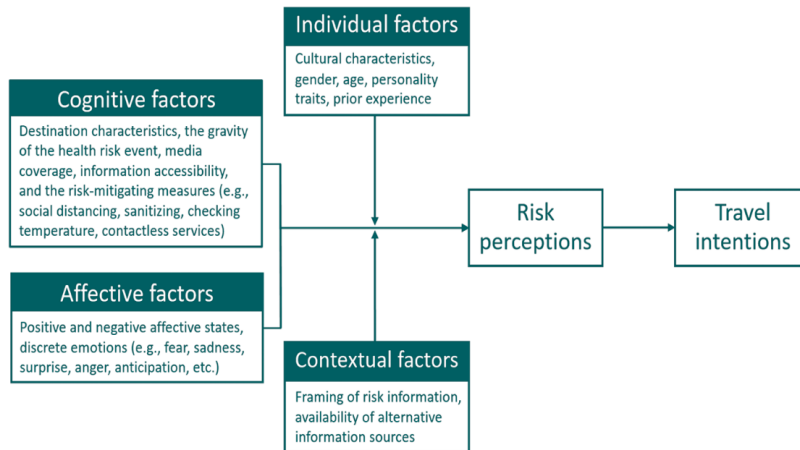 Individual factors
Cultural characteristics,
gender, age, personality
traits, prior experience
Cognitive factors
Destination characteristics, the gravity
of the health risk event, media
coverage, information accessibility,
and the risk-mitigating measures (e.g.,
social distancing, sanitizing, checking
temperature, contactless services)
Risk
perceptions
Travel
intentions
Affective factors
Positive and negative affective states,
discrete emotions (e.g., fear, sadness,
surprise, anger, anticipation, etc.)
Contextual factors
Framing of risk information,
availability of alternative
information sources